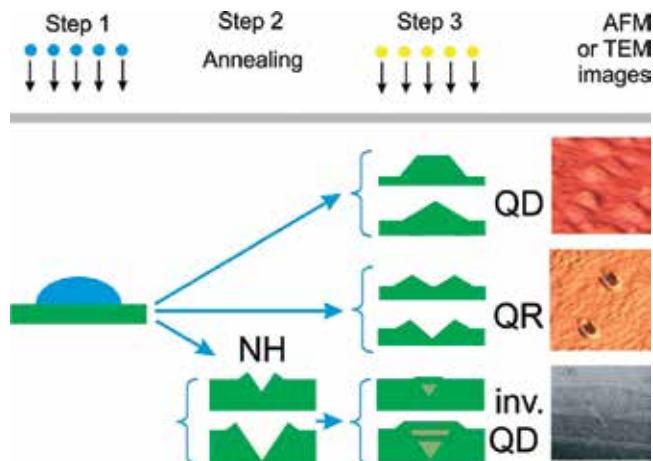 Step 1
Step 2
Step 3
AFM
or TEM
images
Annealing
QD
QR
NH
inv.
QD